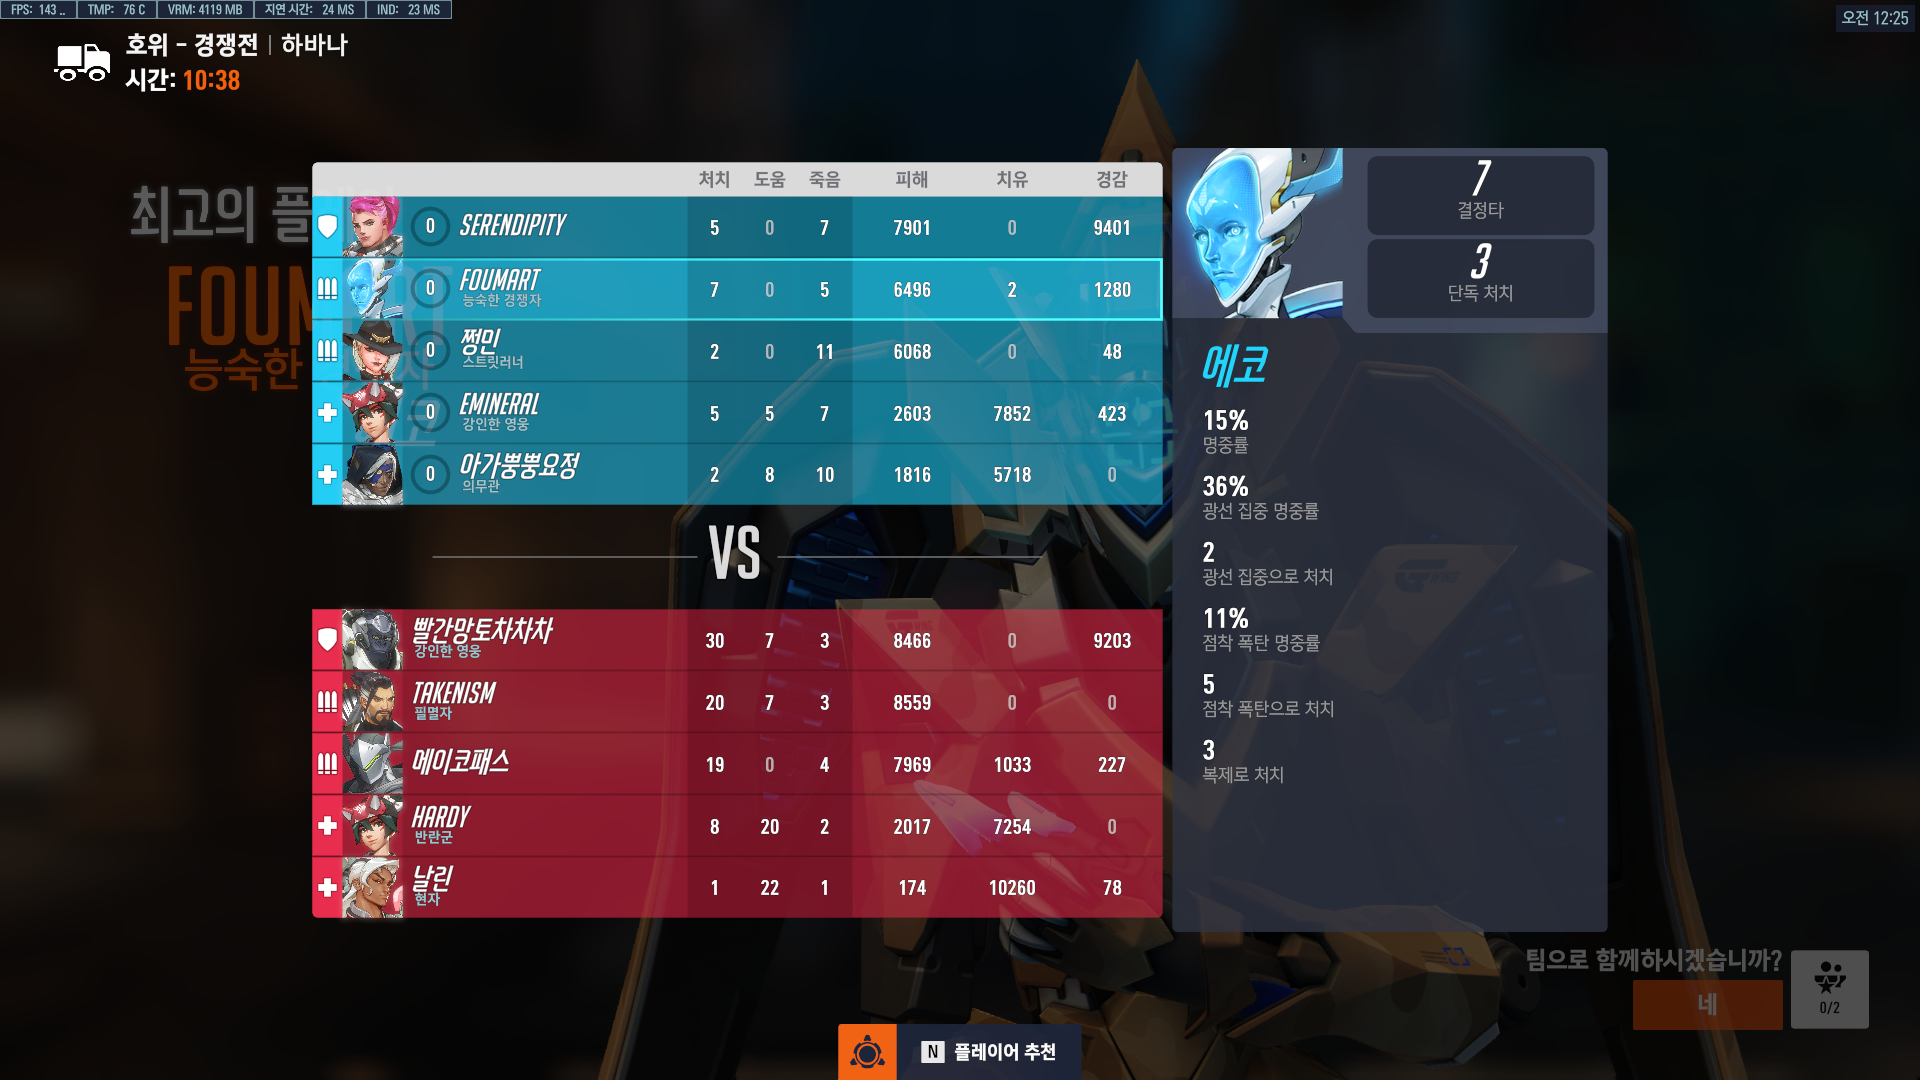 FPS: 143 ..
TMP: 76 C
VRM: 4119 MB
지연 시간: 24 MS
IND: 23 MS
오전 12:25
호위 - 경쟁전 | 하바나
시간: 10:38
최고의 플레이
FOUMART
능숙한
처치 도움 죽음 피해 치유 경감
0 SERENDIPITY 5 0 7 7901 0 9401
0 FOUMART 7 0 5 6496 2 1280
능숙한 경쟁자
0 쩡민 2 0 11 6068 0 48
스트릿러너
0 EMINERAL 5 5 7 2603 7852 423
강인한 영웅
0 아가뿡뿡요정 2 8 10 1816 5718 0
의무관
VS
빨간망토차차차 30 7 3 8466 0 9203
강인한 영웅
TAKENISM 20 7 3 8559 0 0
필멸자
메이코패스 19 0 4 7969 1033 227
HARDY 8 20 2 2017 7254 0
반란군
날린 1 22 1 174 10260 78
현자
7
결정타
3
단독 처치
에코
15%
명중률
36%
광선 집중 명중률
2
광선 집중으로 처치
11%
점착 폭탄 명중률
5
점착 폭탄으로 처치
3
복제로 처치
팀으로 함께하시겠습니까?
네
0/2
N 플레이어 추천